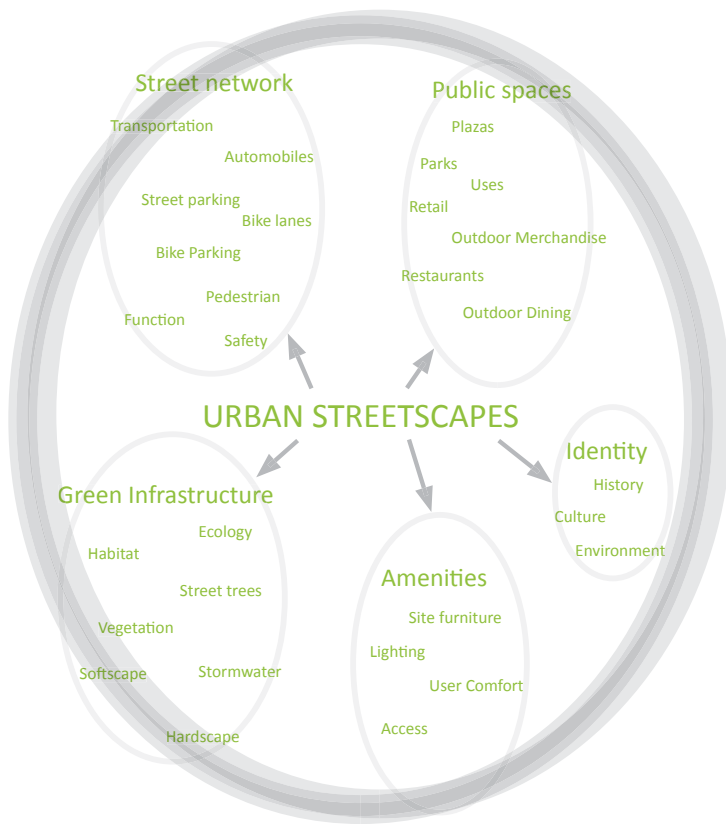 Street network
Transportation
Automobiles
Street parking
Bike lanes
Bike Parking
Pedestrian
Function
Safety
Public spaces
Plazas
Parks
Uses
Retail
Outdoor Merchandise
Restaurants
Outdoor Dining
URBAN STREETSCAPES
Green Infrastructure
Ecology
Habitat
Street trees
Vegetation
Softscape
Stormwater
Hardscape
Amenities
Site furniture
Lighting
User Comfort
Access
Identity
History
Culture
Environment